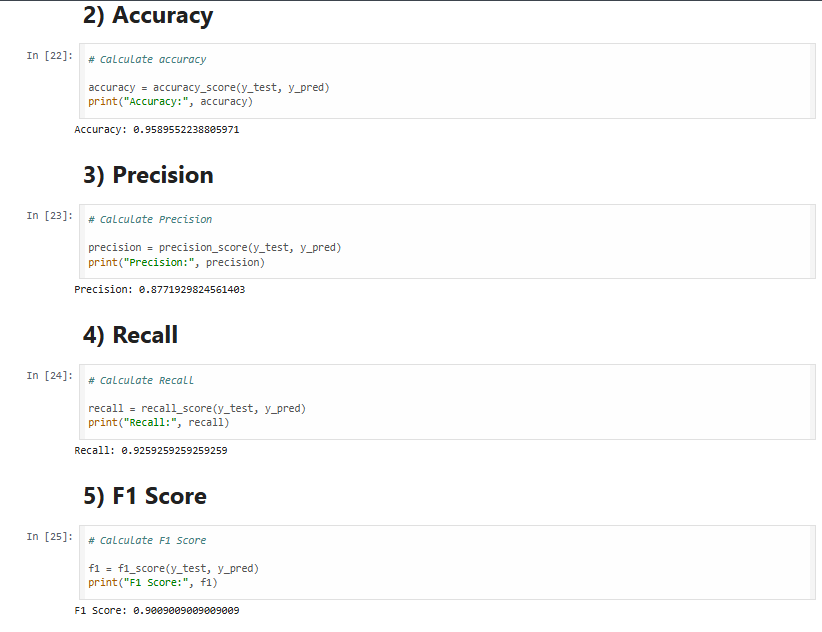 2) Accuracy
In [22]:
# Calculate accuracy
accuracy = accuracy_score(y_test, y_pred)
print("Accuracy:", accuracy)
Accuracy: 0.9589552238805971
3) Precision
In [23]:
# Calculate Precision
precision = precision_score(y_test, y_pred)
print("Precision:", precision)
Precision: 0.8771929824561403
4) Recall
In [24]:
# Calculate Recall
recall = recall_score(y_test, y_pred)
print("Recall:", recall)
Recall: 0.9259259259259259
5) F1 Score
In [25]:
# Calculate F1 Score
f1 = f1_score(y_test, y_pred)
print("F1 Score:", f1)
F1 Score: 0.9009009009009009